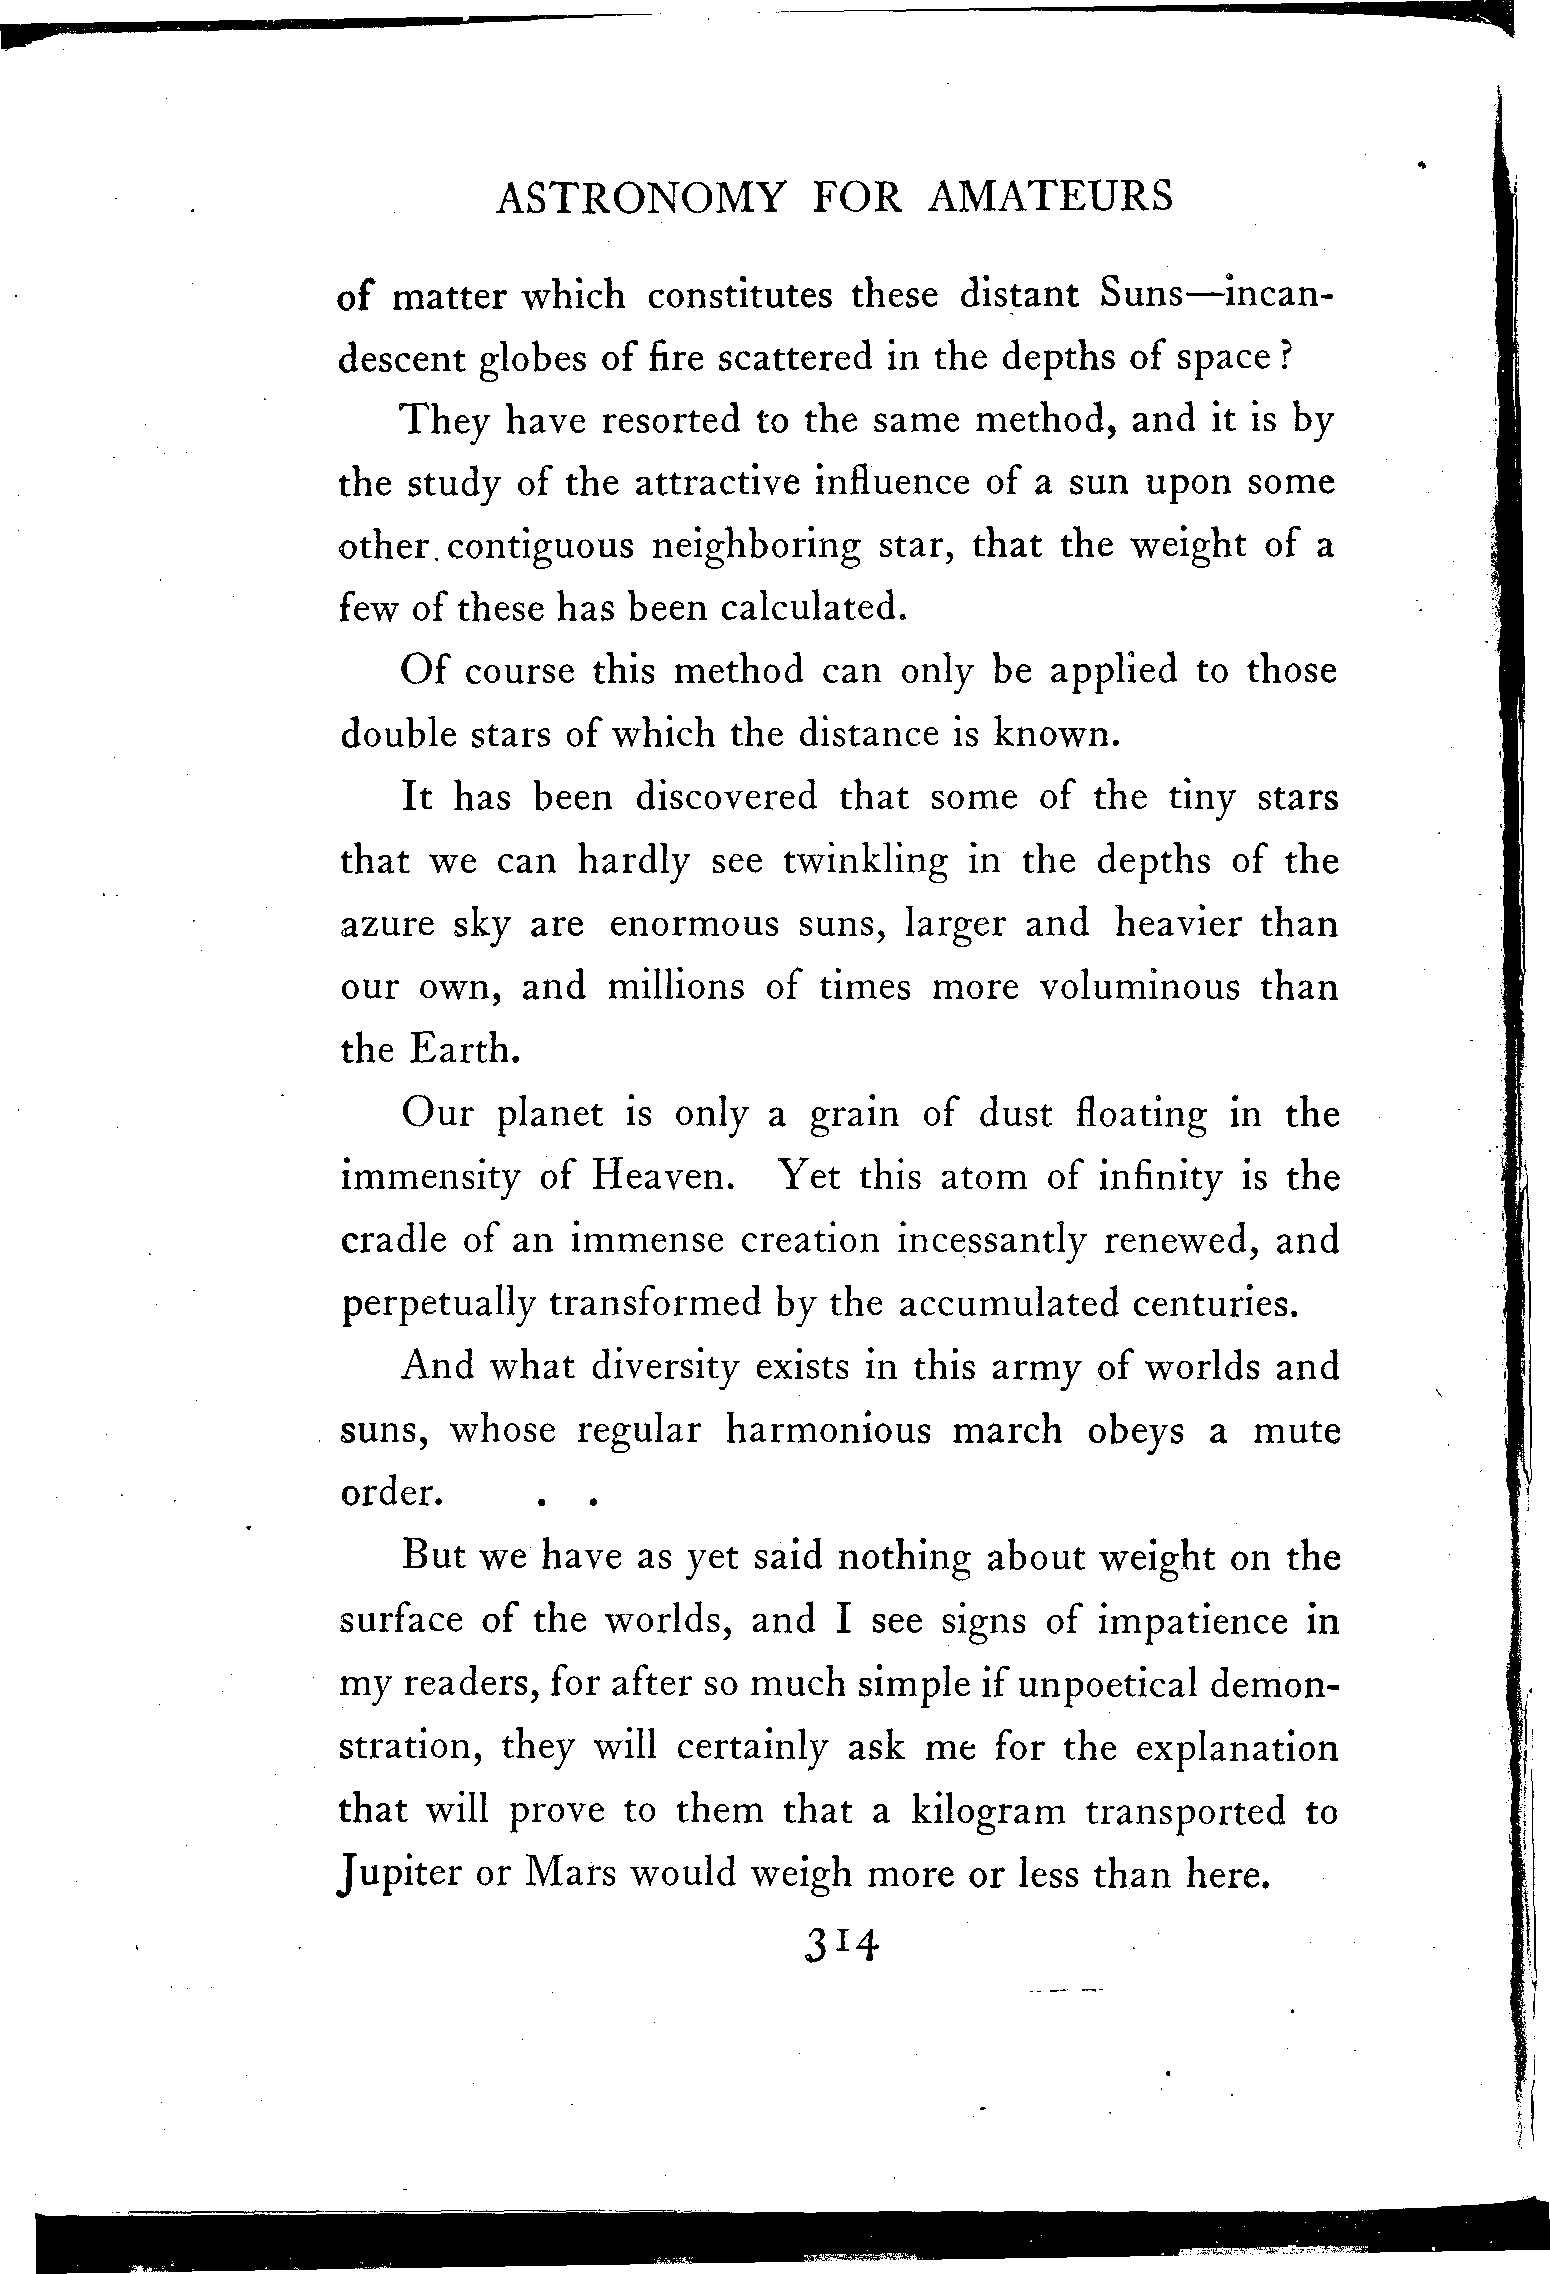 ASTRONOMY FOR AMATEURS
of matter which constitutes these distant Suns—incan-
descent globes of fire scattered in the depths of space?
They have resorted to the same method, and it is by
the study of the attractive influence of a sun upon some
other contiguous neighboring star, that the weight of a
few of these has been calculated.
Of course this method can only be applied to those
double stars of which the distance is known.
It has been discovered that some of the tiny stars
that we can hardly see twinkling in the depths of the
azure sky are enormous suns, larger and heavier than
our own, and millions of times more voluminous than
the Earth.
Our planet is only a grain of dust floating in the
immensity of Heaven. Yet this atom of infinity is the
cradle of an immense creation incessantly renewed, and
perpetually transformed by the accumulated centuries.
And what diversity exists in this army of worlds and
suns, whose regular harmonious march obeys a mute
order. . .
But we have as yet said nothing about weight on the
surface of the worlds, and I see signs of impatience in
my readers, for after so much simple if unpoetical demon-
stration, they will certainly ask me for the explanation
that will prove to them that a kilogram transported to
Jupiter or Mars would weigh more or less than here.
314